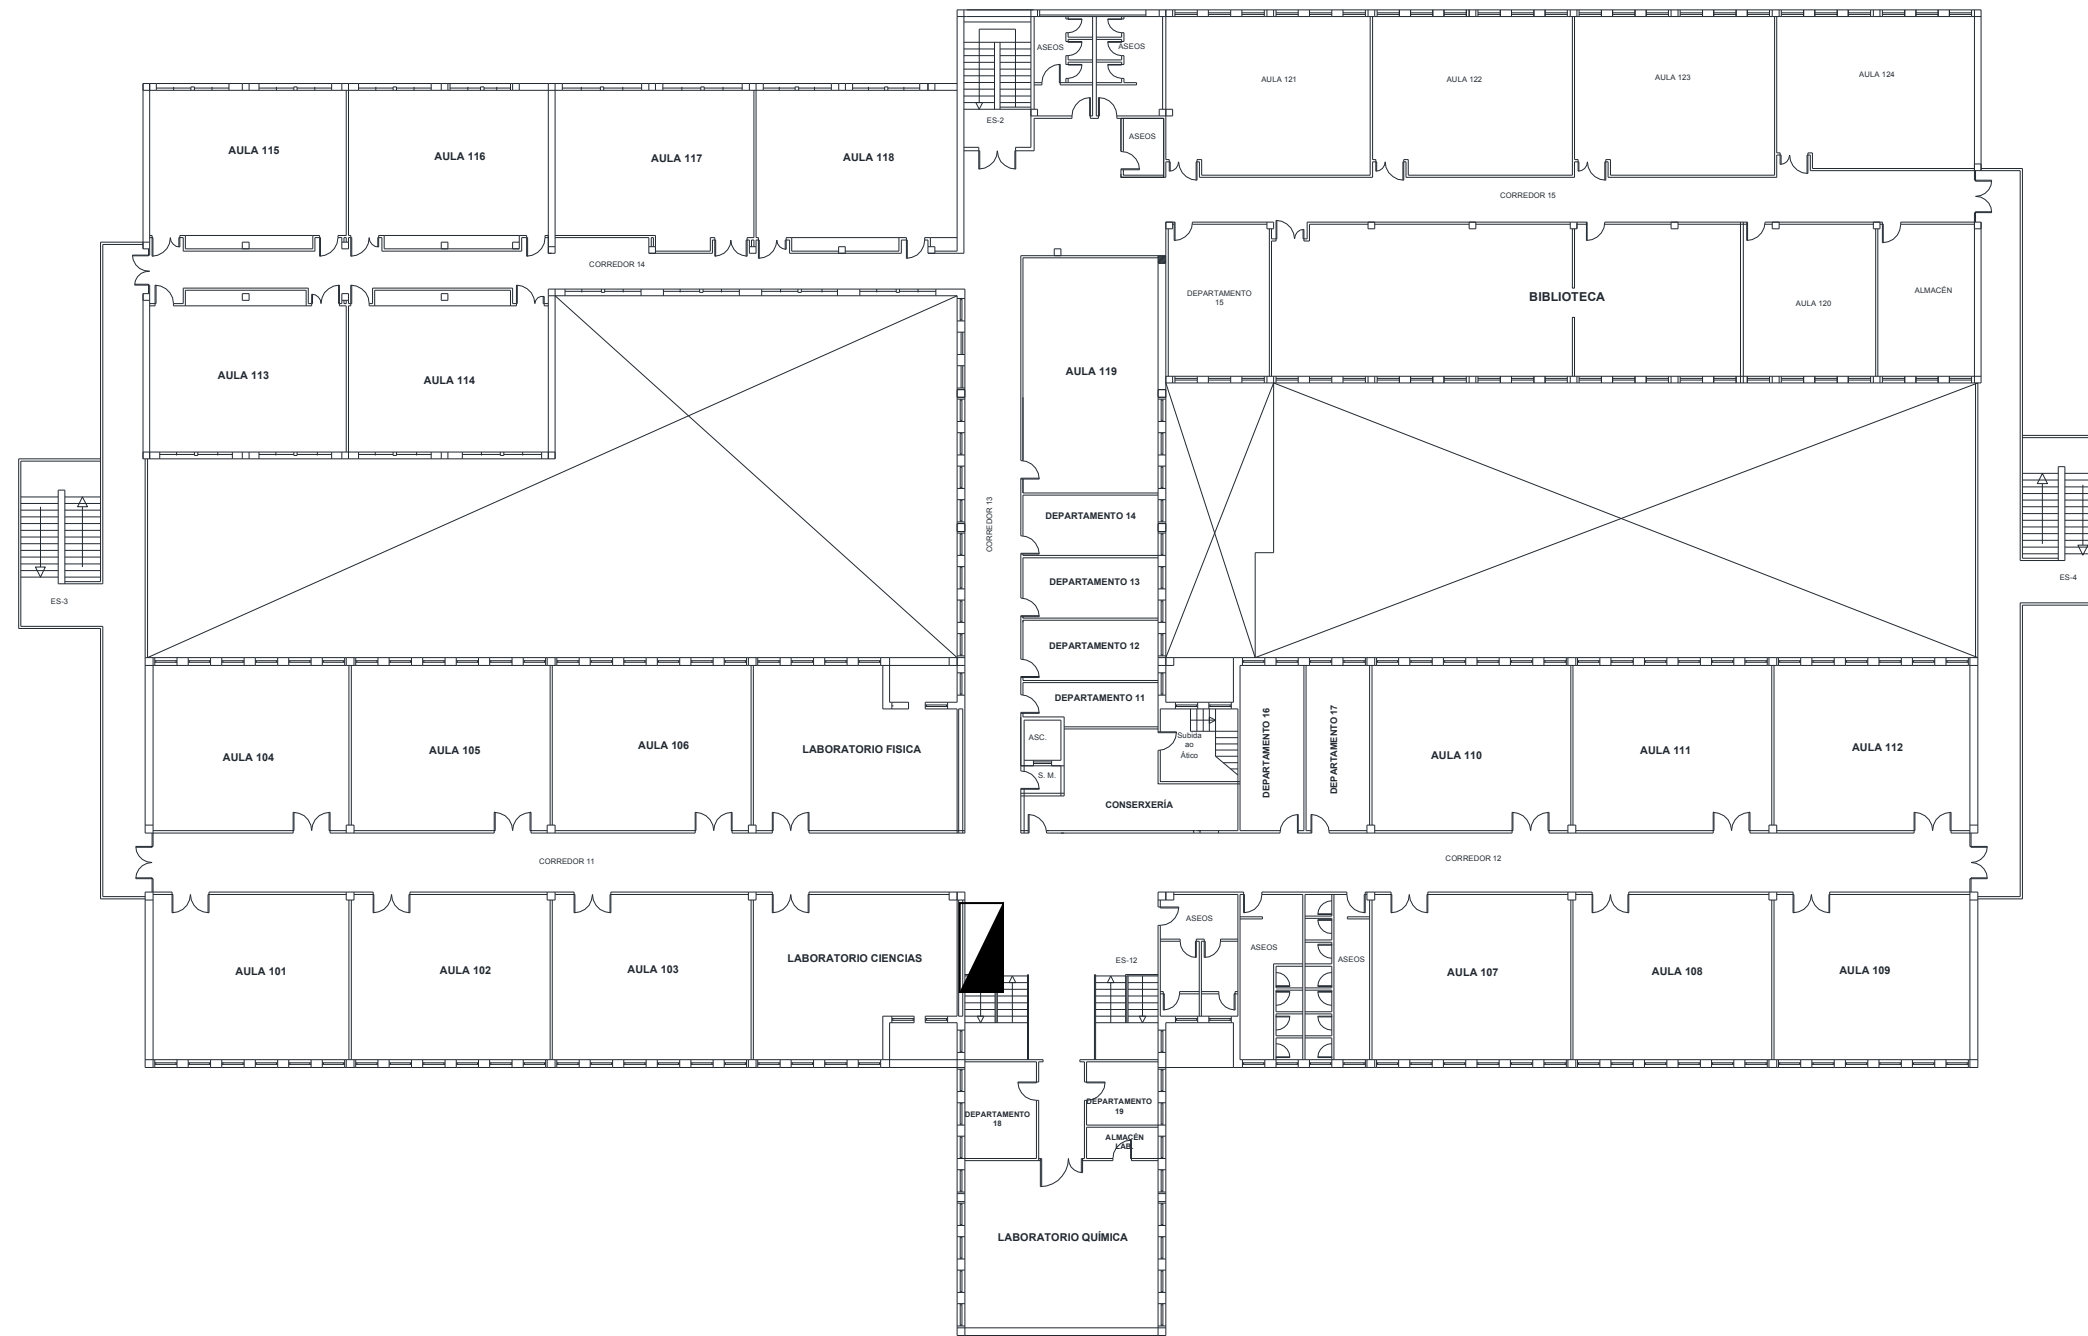 ASEOS
ASEOS
AULA 121
AULA 122
AULA 123
AULA 124
ES-2
ASEOS
AULA 115
AULA 116
AULA 117
AULA 118
CORREDOR 15
CORREDOR 14
DEPARTAMENTO
15
BIBLIOTECA
AULA 120
ALMACÉN
AULA 113
AULA 114
AULA 119
CORREDOR 13
DEPARTAMENTO 14
DEPARTAMENTO 13
DEPARTAMENTO 12
DEPARTAMENTO 11
ES-3
ES-4
AULA 104
AULA 105
AULA 106
LABORATORIO FISICA
ASC.
S. M.
Subida
ao
Ático
CONSERXERÍA
DEPARTAMENTO 16
DEPARTAMENTO 17
AULA 110
AULA 111
AULA 112
CORREDOR 11
CORREDOR 12
AULA 101
AULA 102
AULA 103
LABORATORIO CIENCIAS
ES-12
ASEOS
ASEOS
ASEOS
AULA 107
AULA 108
AULA 109
DEPARTAMENTO
18
DEPARTAMENTO
19
ALMACÉN
LAB.
LABORATORIO QUÍMICA